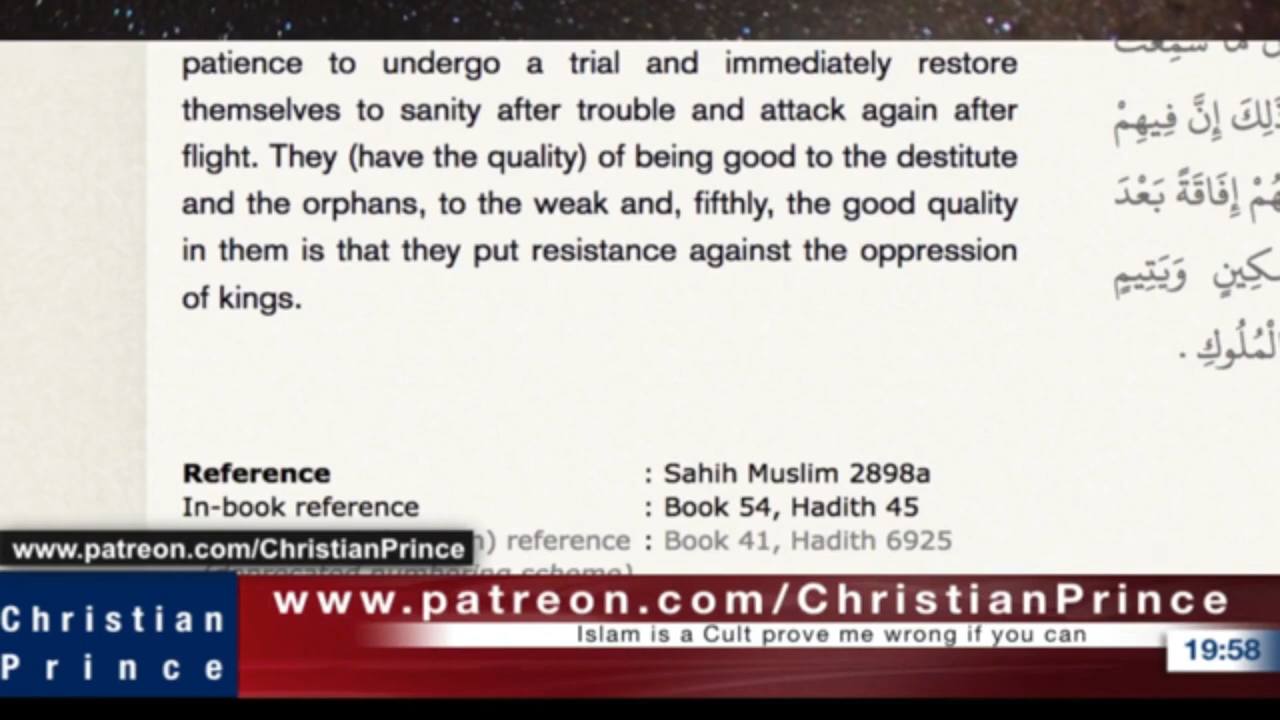 patience to undergo a trial and immediately restore
themselves to sanity after trouble and attack again after
flight. They (have the quality) of being good to the destitute
and the orphans, to the weak and, fifthly, the good quality
in them is that they put resistance against the oppression
of kings.
مَا سَمِعْتَ
إِنَّ فِيهِمْ
إِفَاقَةً بَعْدَ
وَيَتِيمٍ
الْمُلُوكِ .
Reference : Sahih Muslim 2898a
In-book reference : Book 54, Hadith 45
reference : Book 41, Hadith 6925
(deprecated numbering scheme)
www.patreon.com/ChristianPrince
www.patreon.com/ChristianPrince
Islam is a Cult prove me wrong if you can
Christian
Prince
19:58